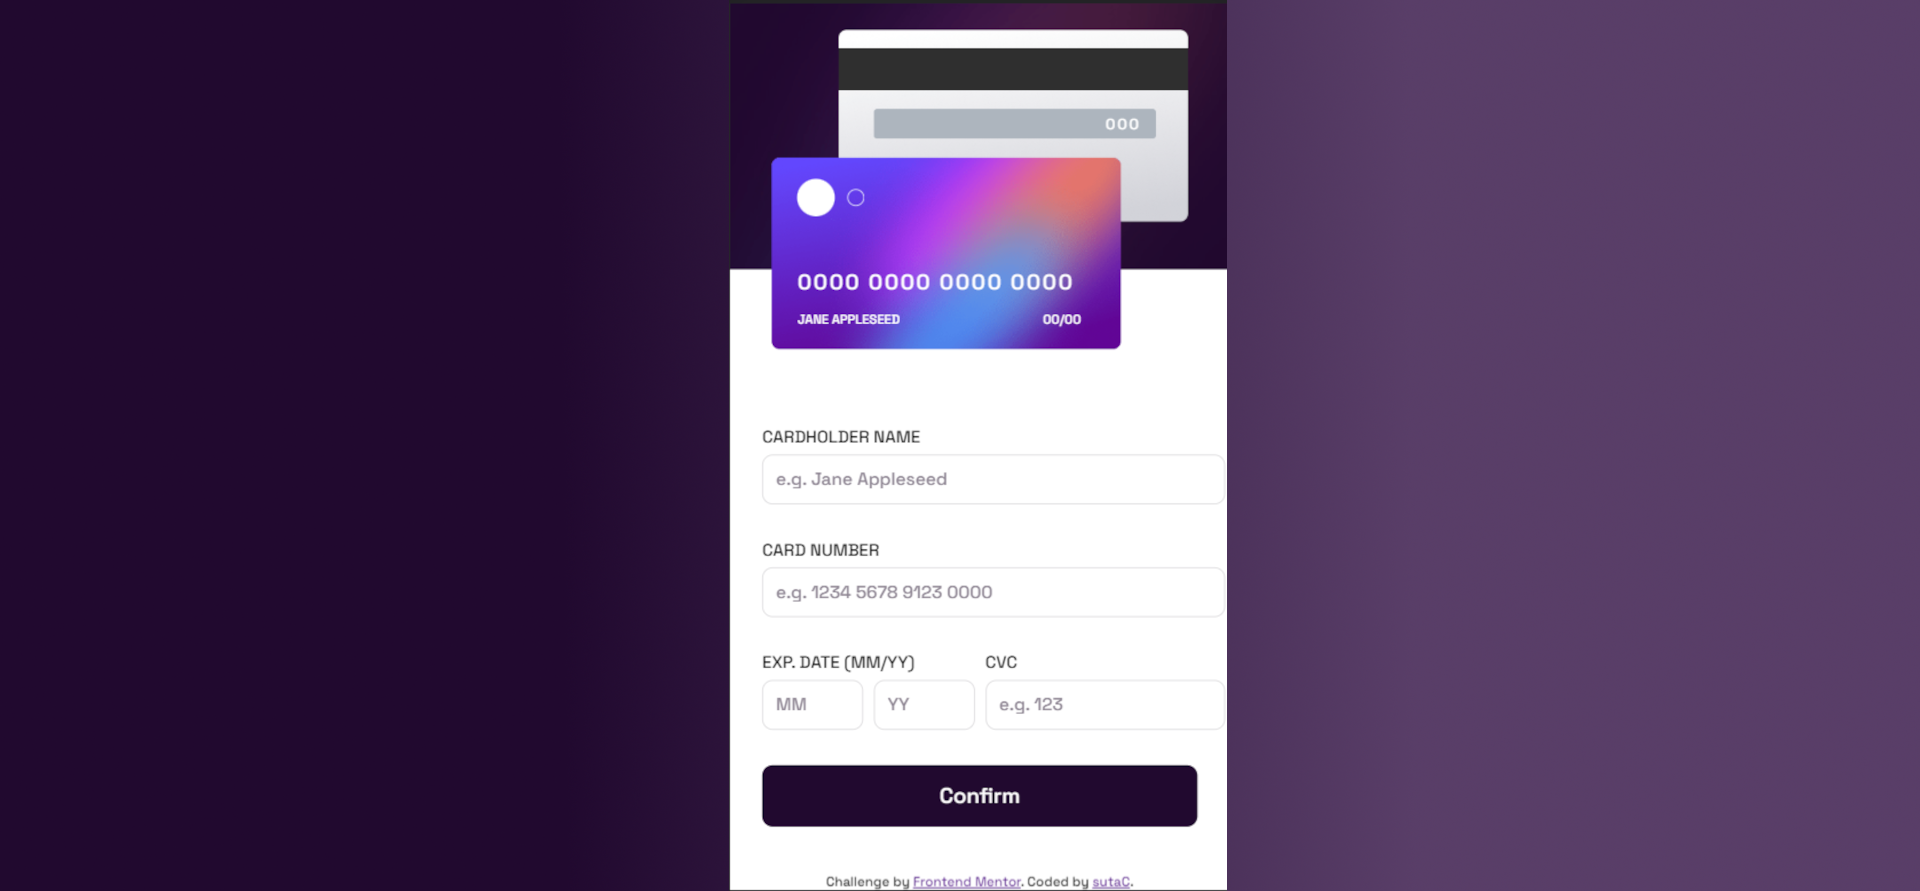 000
0000 0000 0000 0000
JANE APPLESEED 00/00
CARDHOLDER NAME
e.g. Jane Appleseed
CARD NUMBER
e.g. 1234 5678 9123 0000
EXP. DATE (MM/YY) CVC
MM YY e.g. 123
Confirm
Challenge by Frontend Mentor. Coded by sutaC.